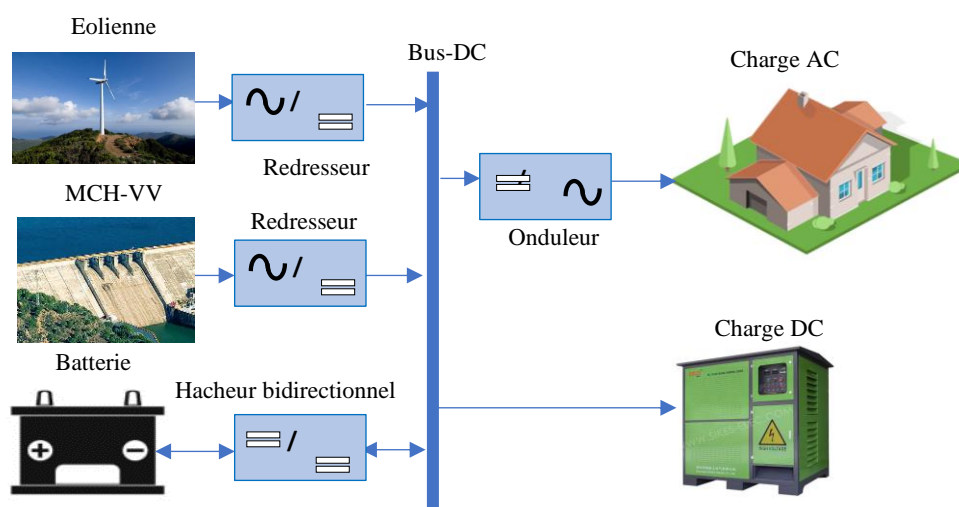 Eolienne
Bus-DC
Charge AC
Redresseur
MCH-VV
Redresseur
Onduleur
Charge DC
Batterie
Hacheur bidirectionnel